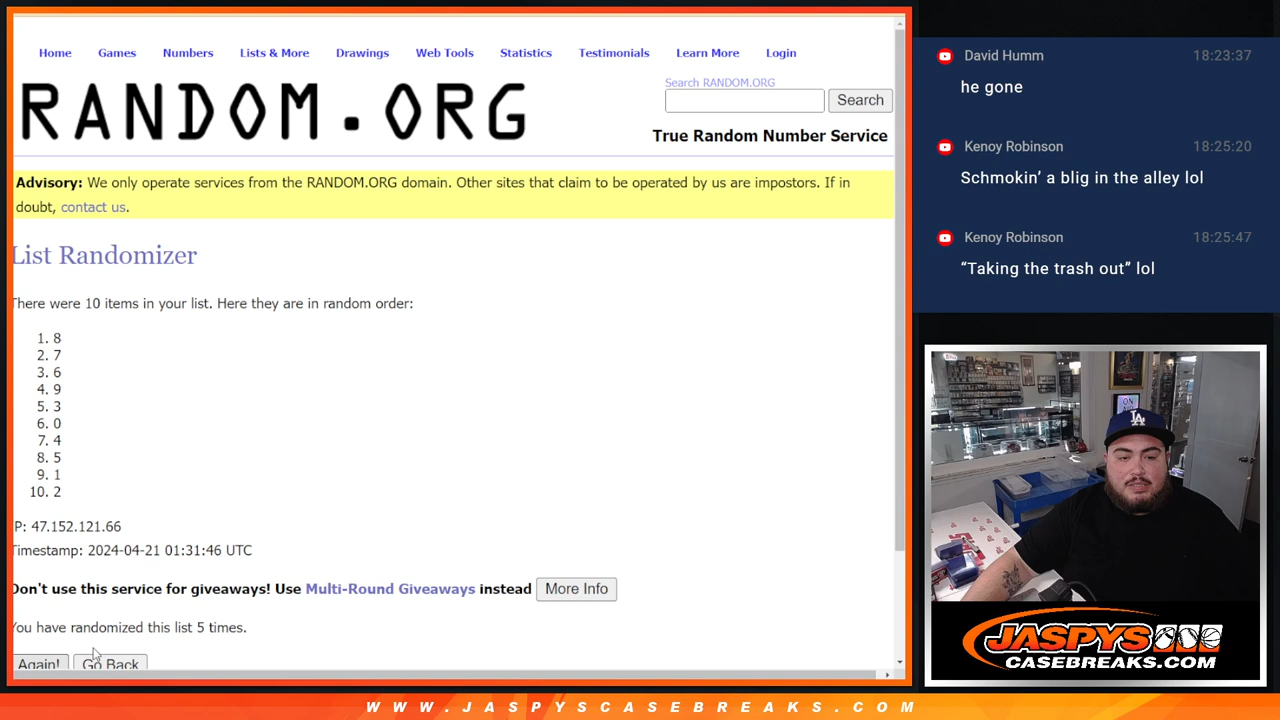 Home Games Numbers Lists & More Drawings Web Tools Statistics Testimonials Learn More Login
RANDOM.ORG
Search RANDOM.ORG
Search
True Random Number Service
Advisory: We only operate services from the RANDOM.ORG domain. Other sites that claim to be operated by us are impostors. If in
doubt, contact us.
List Randomizer
There were 10 items in your list. Here they are in random order:
1. 8
2. 7
3. 6
4. 9
5. 3
6. 0
7. 4
8. 5
9. 1
10. 2
IP: 47.152.121.66
Timestamp: 2024-04-21 01:31:46 UTC
Don't use this service for giveaways! Use Multi-Round Giveaways instead More Info
You have randomized this list 5 times.
Again! Go Back
David Humm 18:23:37
he gone
Kenoy Robinson 18:25:20
Schmokin’ a blig in the alley lol
Kenoy Robinson 18:25:47
“Taking the trash out” lol
ON
LA
JASPYS
CASEBREAKS.COM
WWW.JASPYSCASEBREAKS.COM